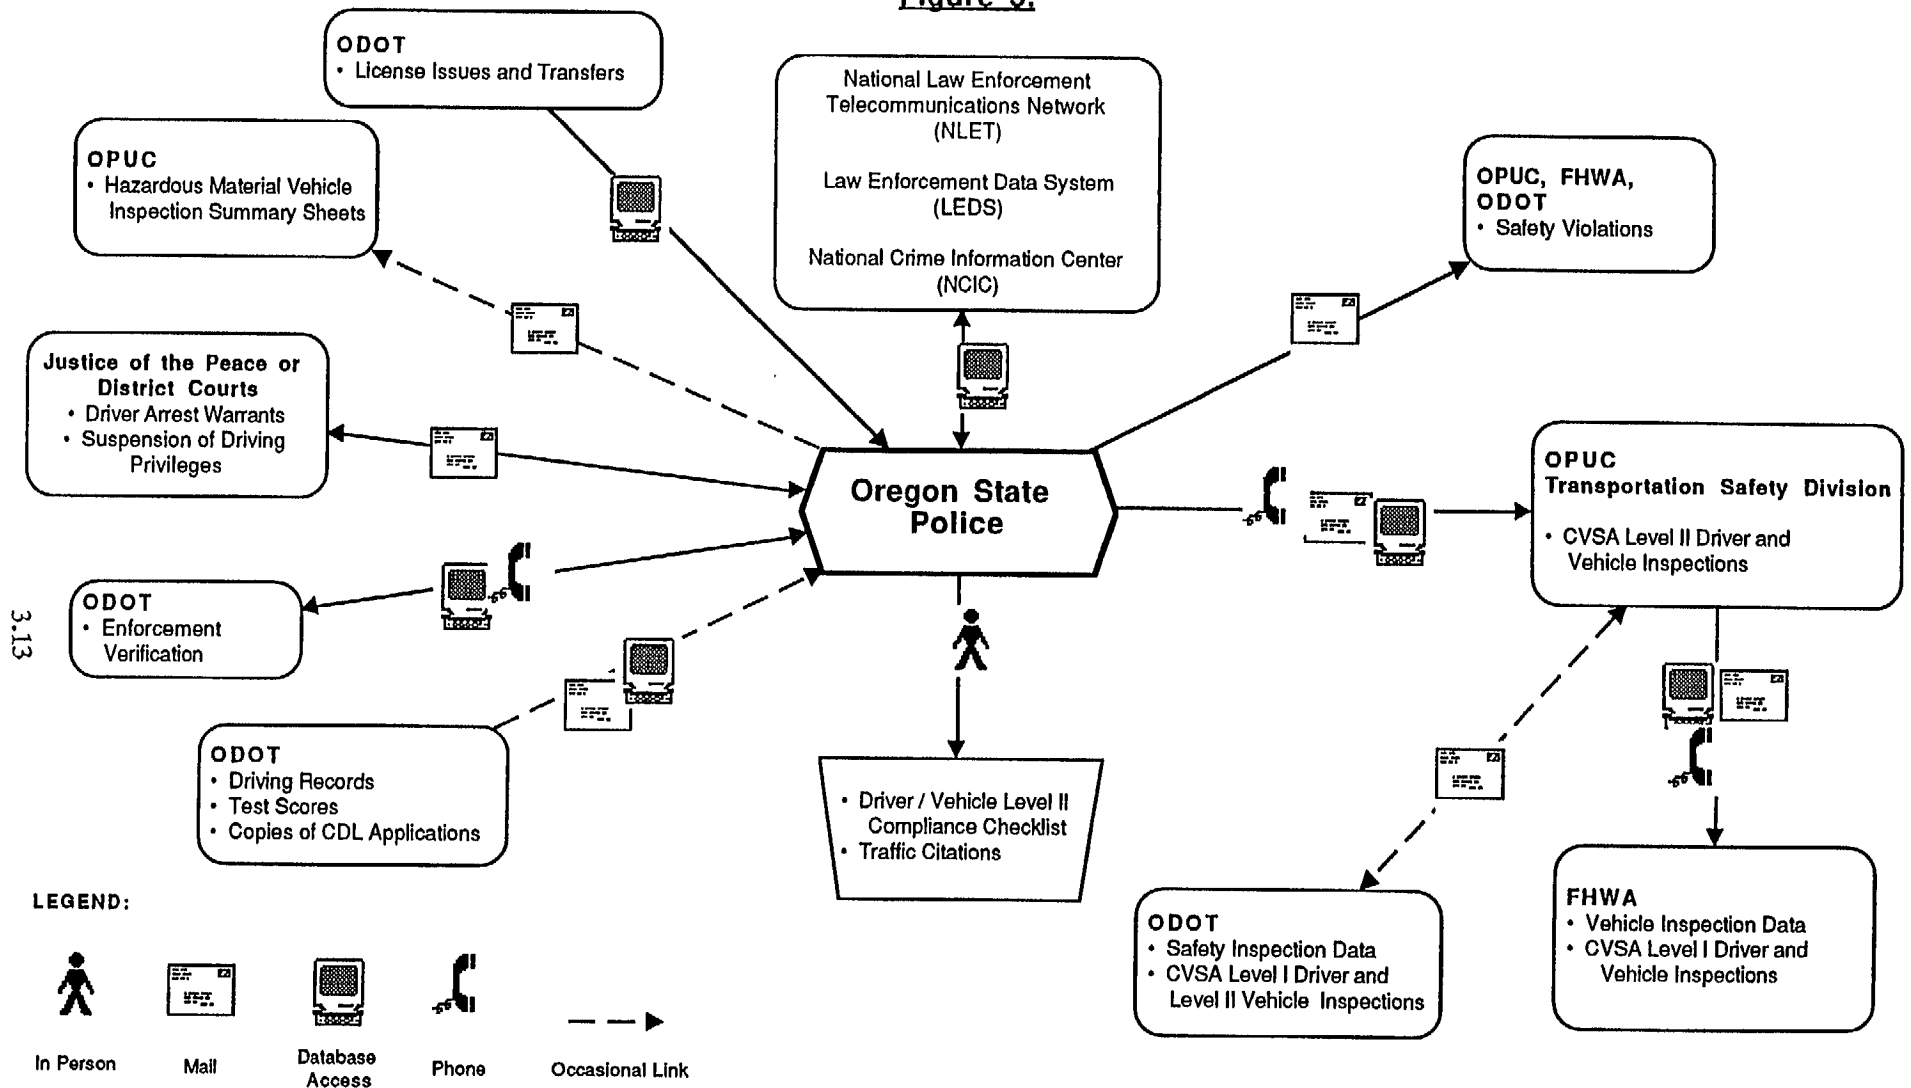 ODOT
• License Issues and Transfers
National Law Enforcement
Telecommunications Network
(NLET)
Law Enforcement Data System
(LEDS)
National Crime Information Center
(NCIC)
OPUC
• Hazardous Material Vehicle
Inspection Summary Sheets
OPUC, FHWA,
ODOT
• Safety Violations
Justice of the Peace or
District Courts
• Driver Arrest Warrants
• Suspension of Driving
Privileges
Oregon State
Police
OPUC
Transportation Safety Division
• CVSA Level II Driver and
Vehicle Inspections
ODOT
• Enforcement
Verification
3.13
ODOT
• Driving Records
• Test Scores
• Copies of CDL Applications
• Driver / Vehicle Level II
Compliance Checklist
• Traffic Citations
ODOT
• Safety Inspection Data
• CVSA Level I Driver and
Level II Vehicle Inspections
FHWA
• Vehicle Inspection Data
• CVSA Level I Driver and
Vehicle Inspections
LEGEND:
In Person
Mail
Database
Access
Phone
Occasional Link